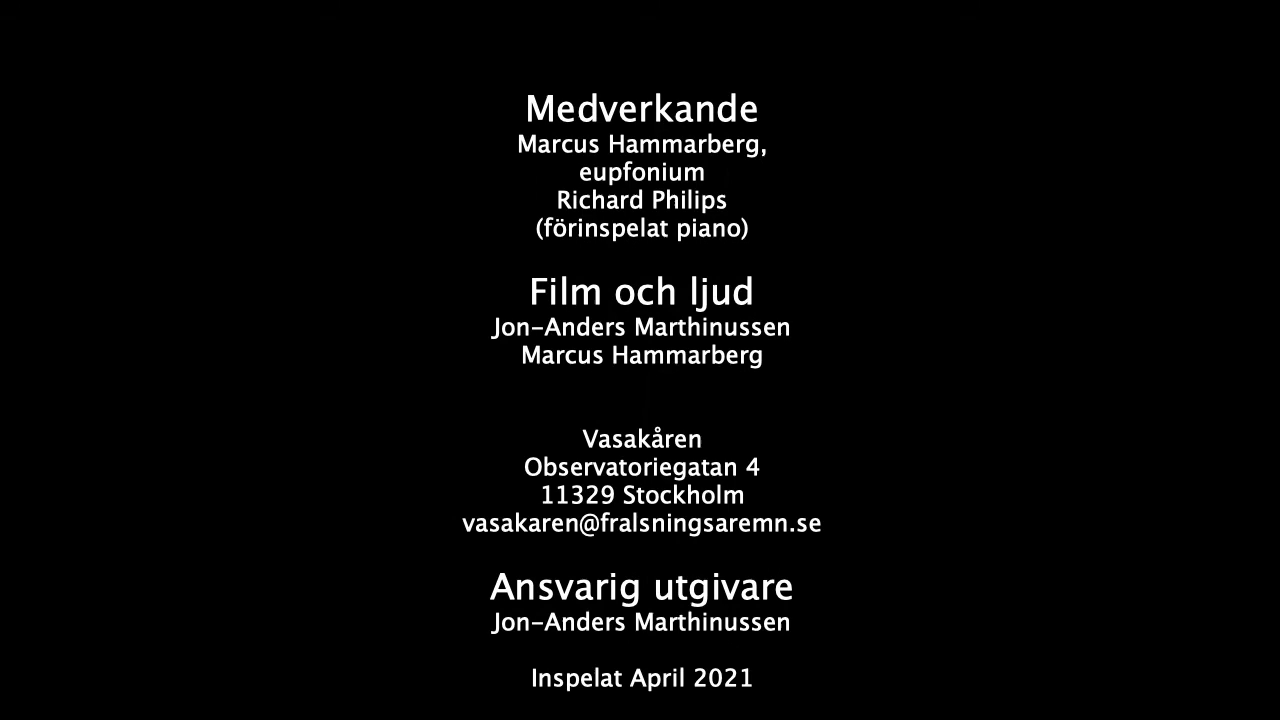 Medverkande
Marcus Hammarberg,
eupfonium
Richard Philips
(förinspelat piano)
Film och ljud
Jon-Anders Marthinussen
Marcus Hammarberg
Vasakåren
Observatoriegatan 4
11329 Stockholm
vasakaren@fralsningsaremn.se
Ansvarig utgivare
Jon-Anders Marthinussen
Inspelat April 2021